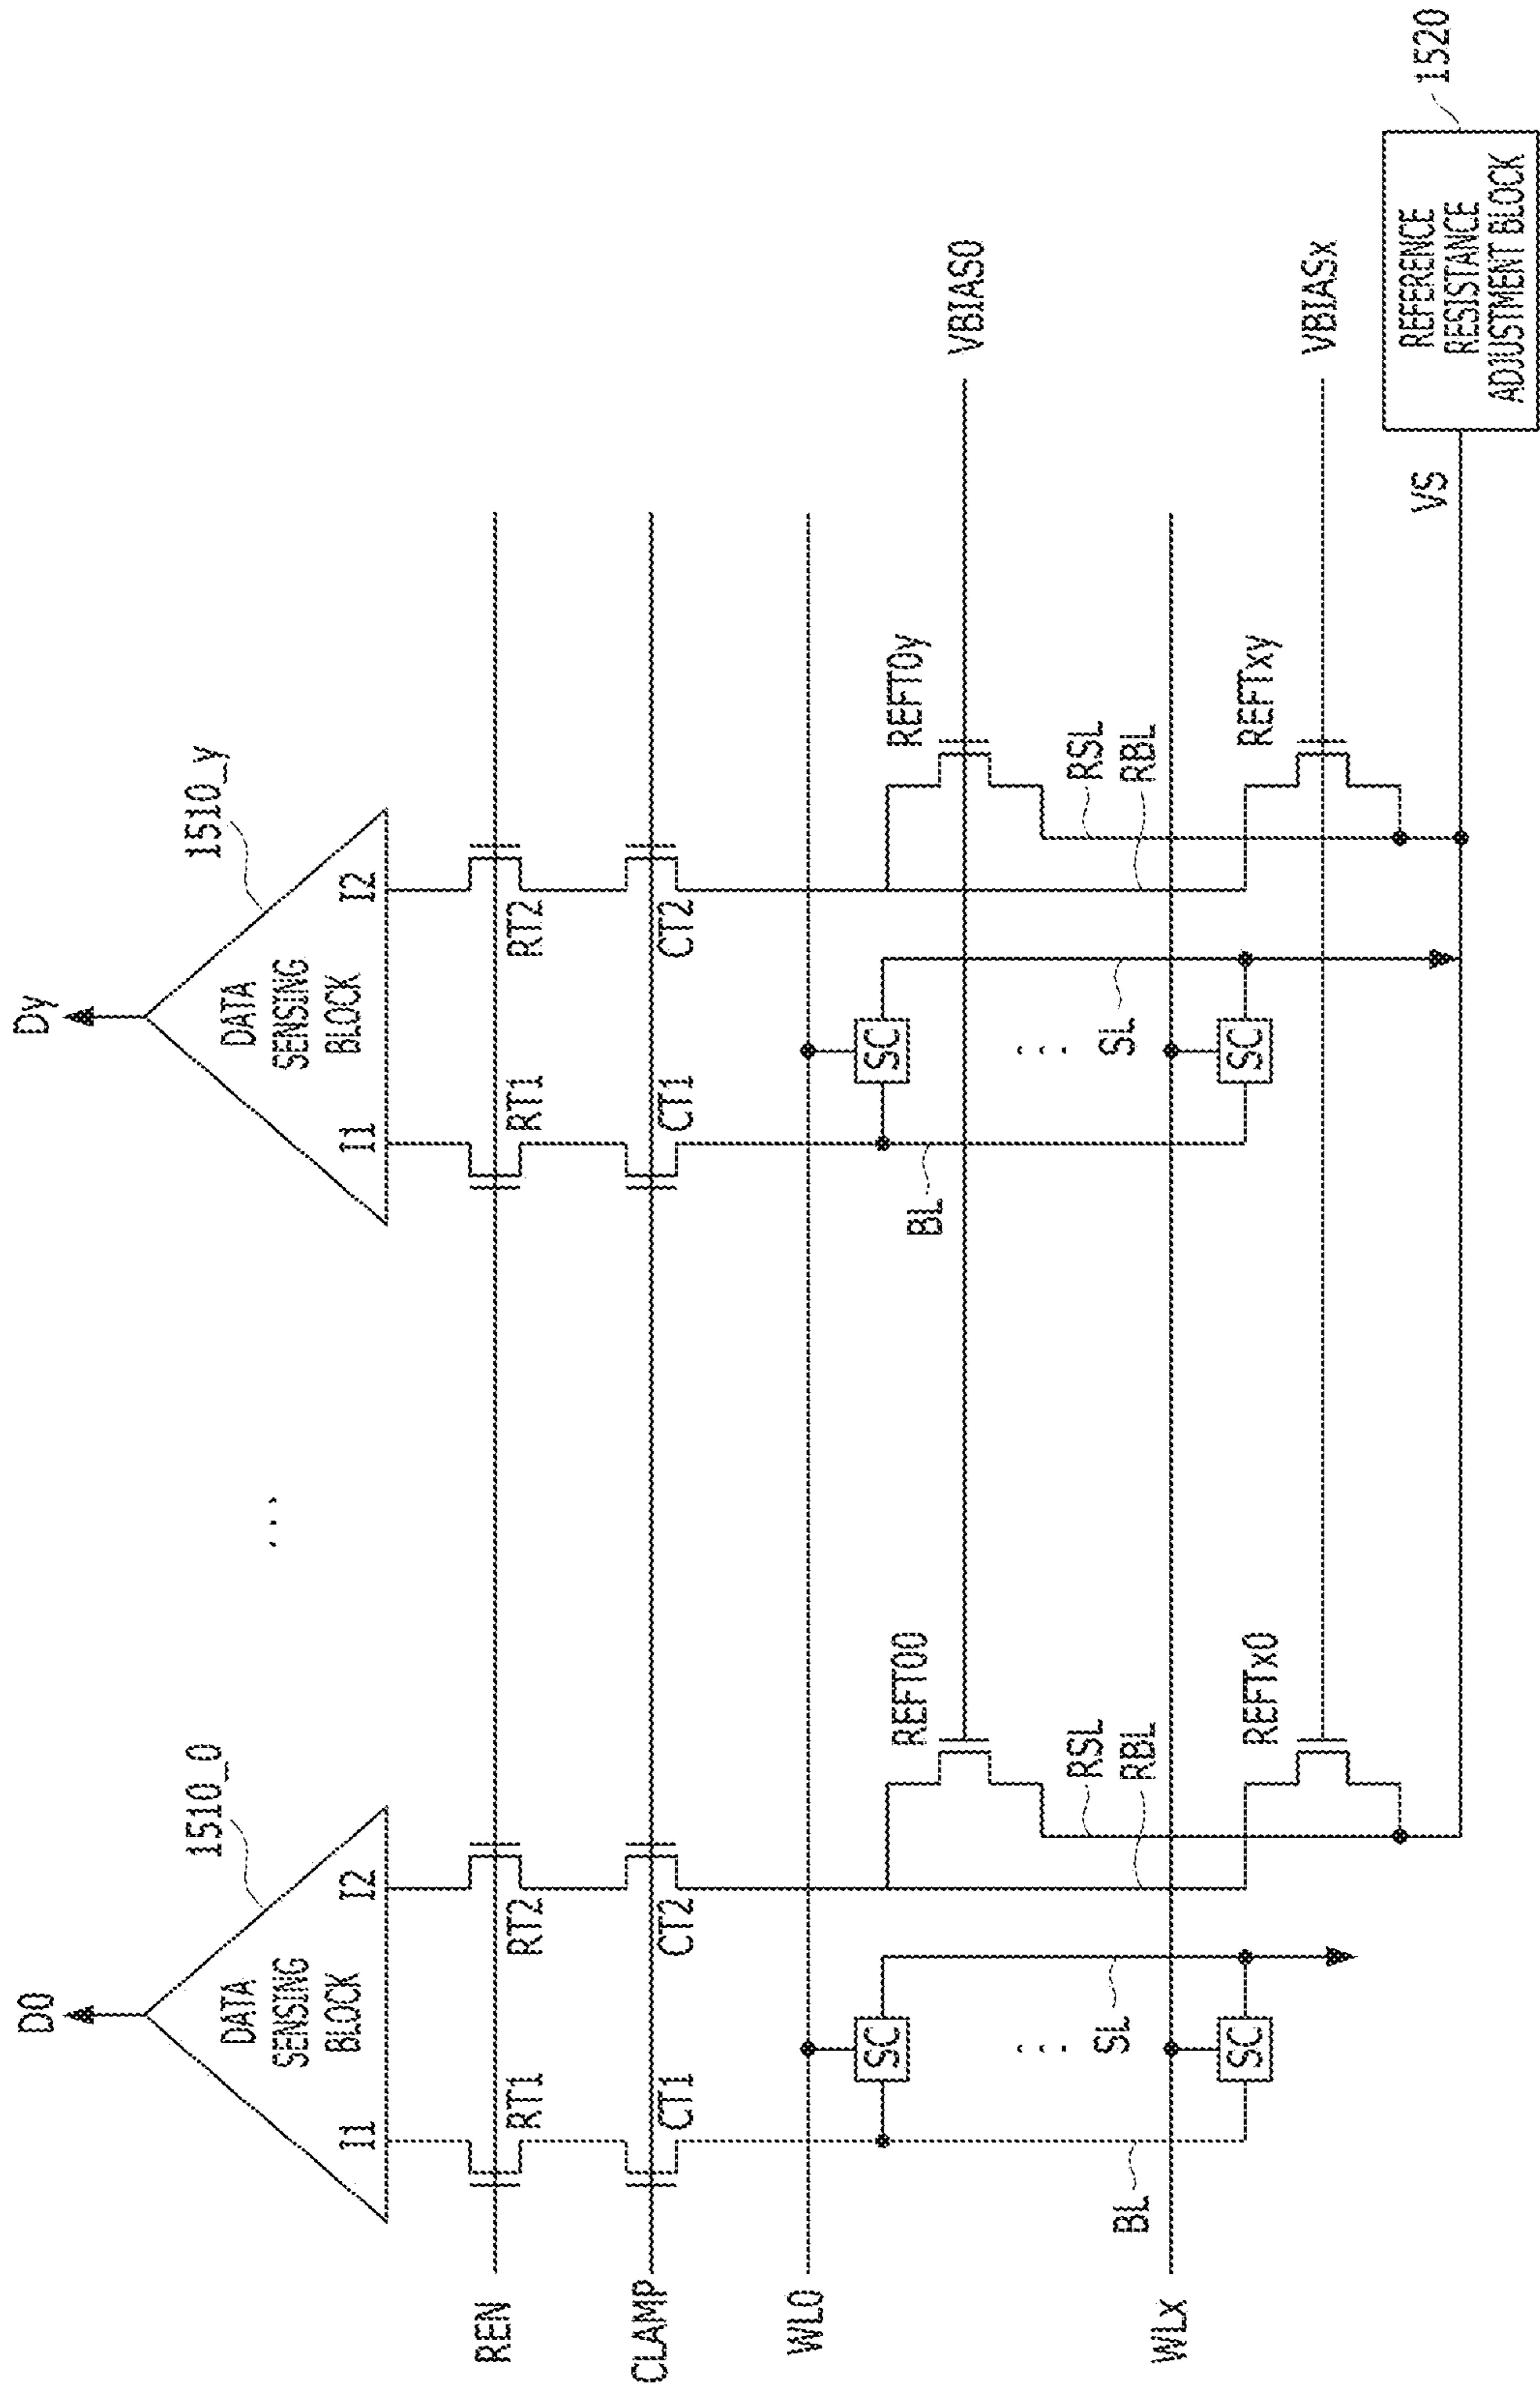 D0
Dy
1510_0
1510_y
DATA
SENSING
BLOCK
DATA
SENSING
BLOCK
I1
I2
I1
I2
REN
RT1
RT2
RT1
RT2
CLAMP
CT1
CT2
CT1
CT2
WL0
SC
SC
REFT00
REFT0y
BL
VBIAS0
RSL
RSL
SL
SL
BL
RBL
RBL
WLx
SC
SC
REFTx0
REFTxy
VBIASx
VS
REFERENCE
RESISTANCE
ADJUSTMENT BLOCK
1520